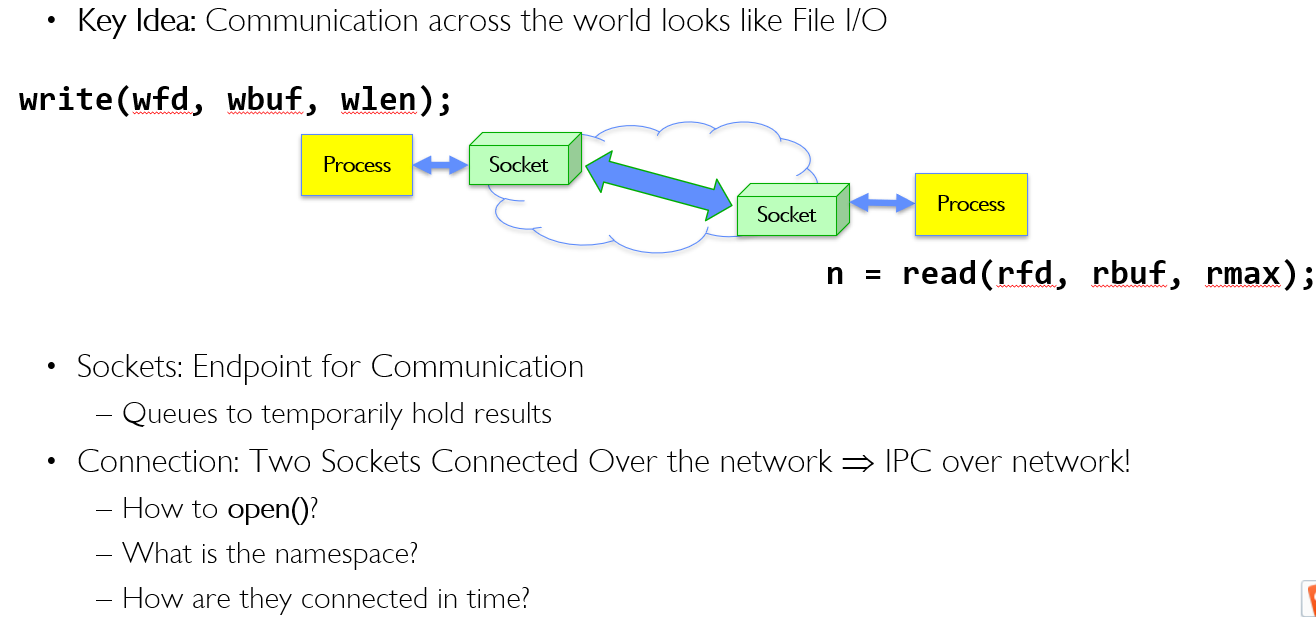 • Key Idea: Communication across the world looks like File I/O
write(wfd, wbuf, wlen);
Process
Socket
Socket
Process
n = read(rfd, rbuf, rmax);
• Sockets: Endpoint for Communication
– Queues to temporarily hold results
• Connection: Two Sockets Connected Over the network ⇒ IPC over network!
– How to open()?
– What is the namespace?
– How are they connected in time?